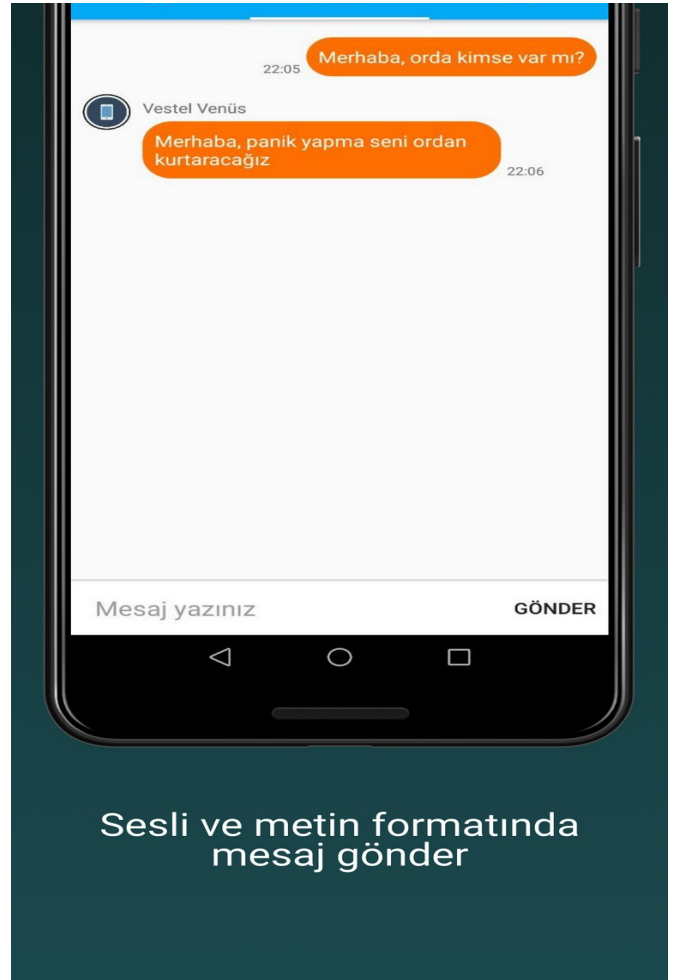 Merhaba, orda kimse var mı?
22:05
Vestel Venüs
Merhaba, panik yapma seni ordan
kurtaracağız
22:06
Mesaj yazınız
GÖNDER
Sesli ve metin formatında
mesaj gönder